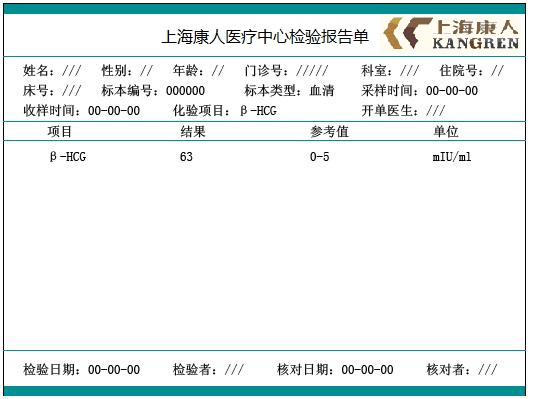 上海康人医疗中心检验报告单 上海康人
KANGREN
姓名：/// 性别：// 年龄：// 门诊号：///// 科室：/// 住院号：//
床号：/// 标本编号：000000 标本类型：血清 采样时间：00-00-00
收样时间：00-00-00 化验项目：β-HCG 开单医生：///
项目 结果 参考值 单位
β-HCG 63 0-5 mIU/ml
检验日期：00-00-00 检验者：/// 核对日期：00-00-00 核对者：///